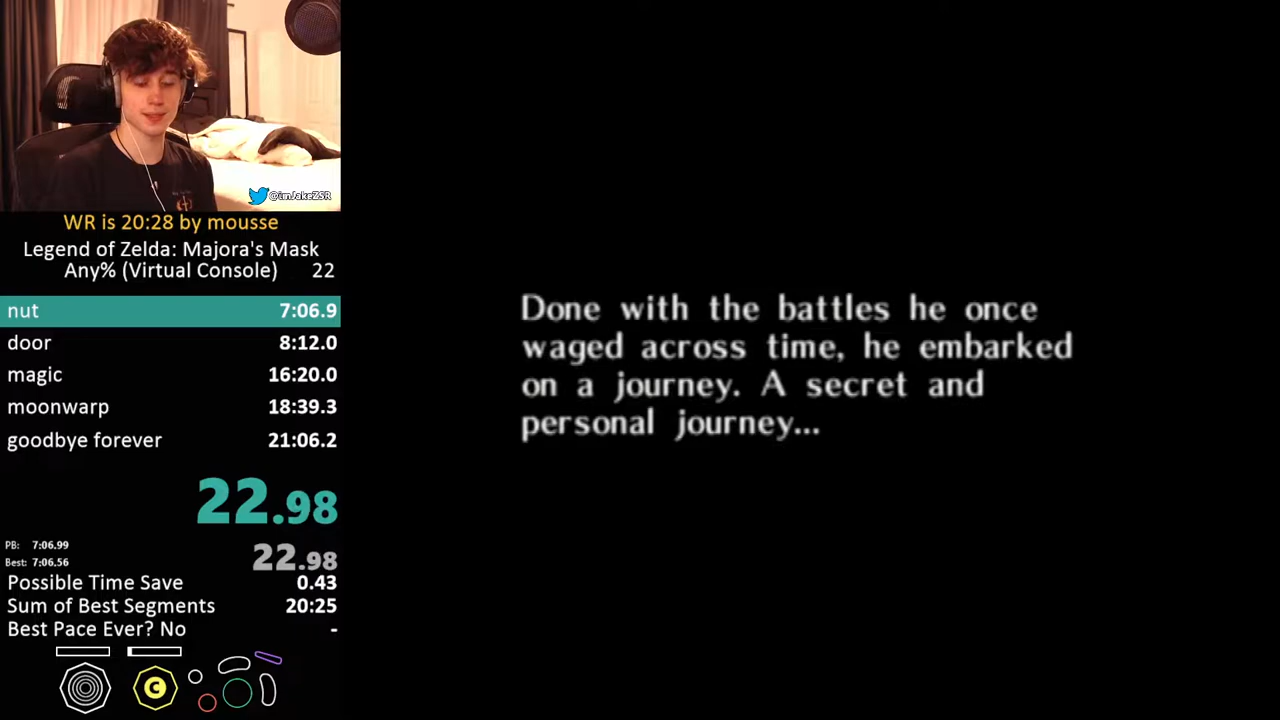 @imJakeZSR
WR is 20:28 by mousse
Legend of Zelda: Majora's Mask
Any% (Virtual Console) 22
nut 7:06.9
door 8:12.0
magic 16:20.0
moonwarp 18:39.3
goodbye forever 21:06.2
22.98
PB: 7:06.99
Best: 7:06.56
22.98
Possible Time Save 0.43
Sum of Best Segments 20:25
Best Pace Ever? No -
C
Done with the battles he once
waged across time, he embarked
on a journey. A secret and
personal journey...